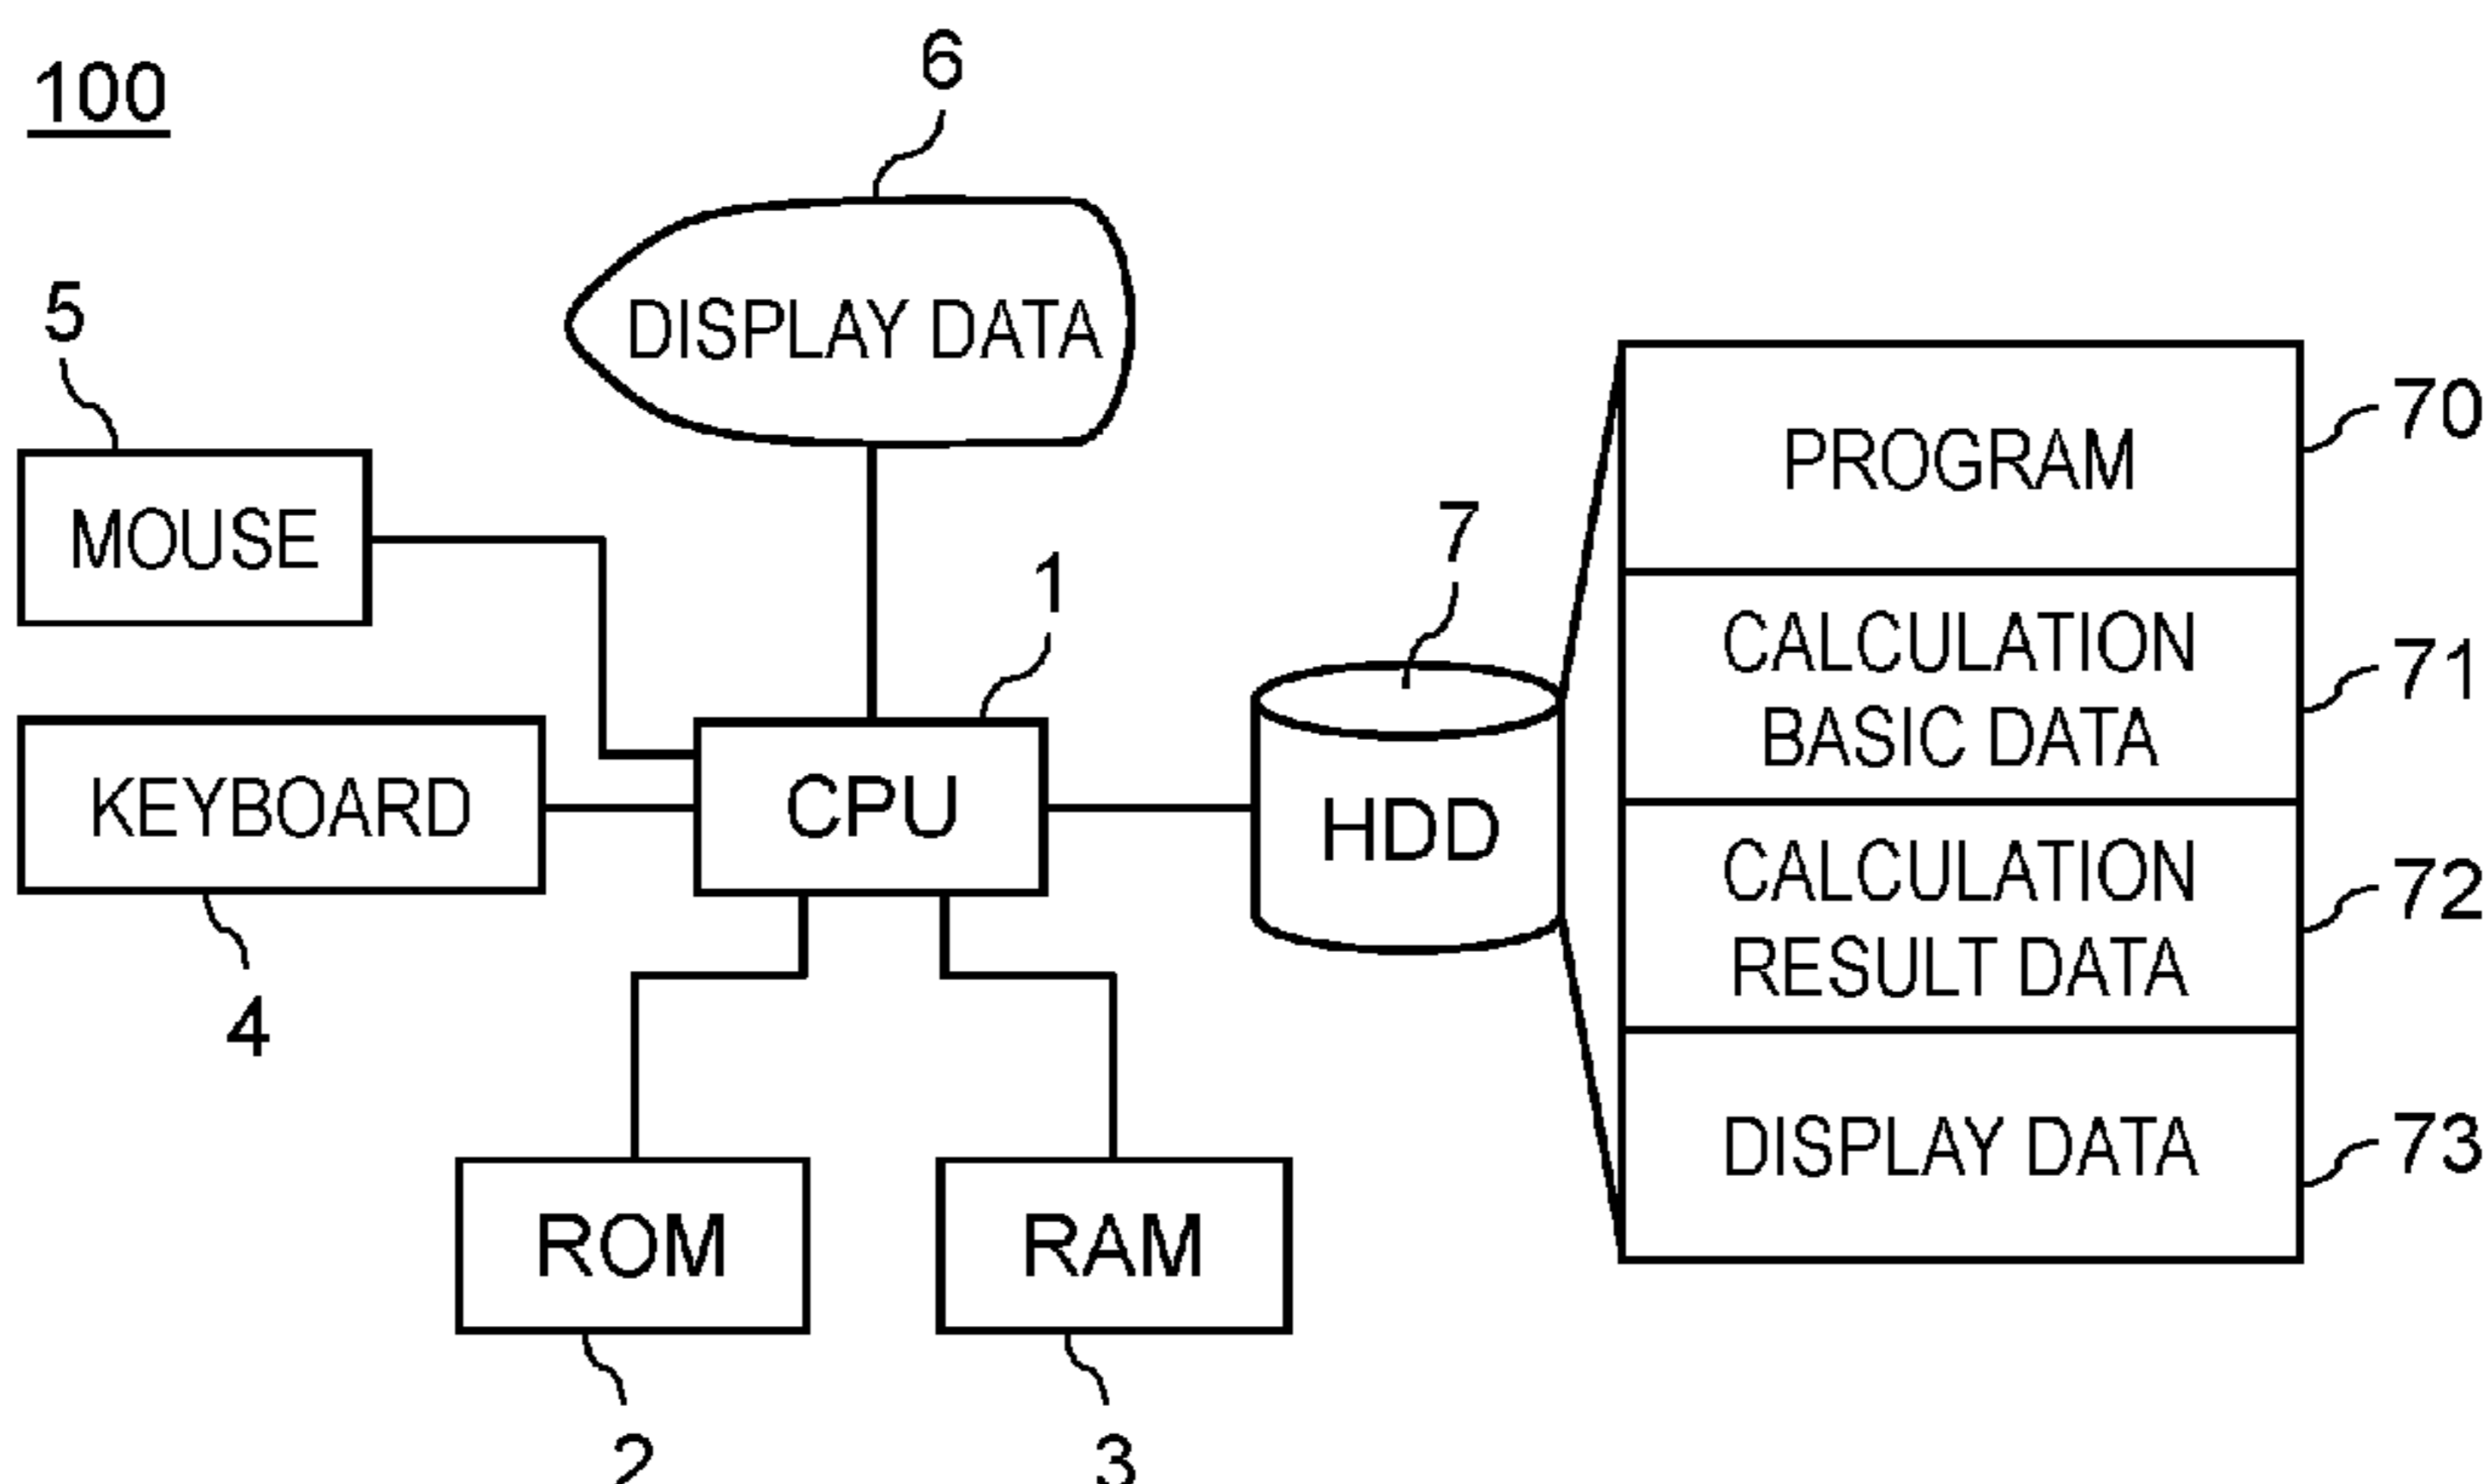 100
6
DISPLAY DATA
5
MOUSE
1
7
KEYBOARD
CPU
HDD
4
ROM
RAM
2
3
PROGRAM
70
CALCULATION
BASIC DATA
71
CALCULATION
RESULT DATA
72
DISPLAY DATA
73